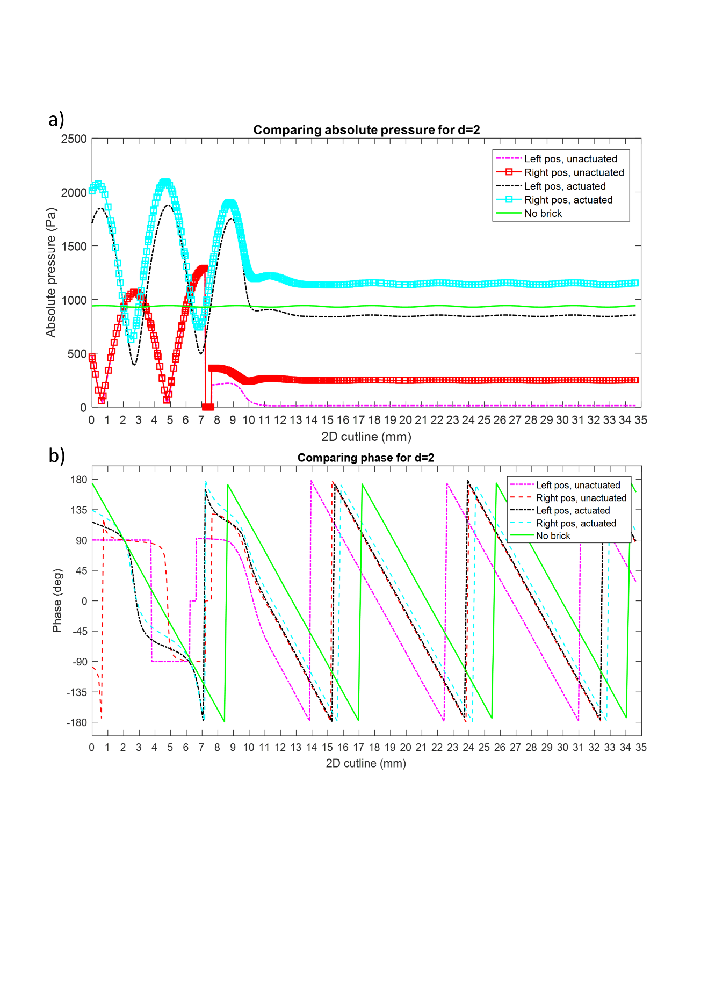 a)
Comparing absolute pressure for d=2
2500
2000
1500
1000
500
0
Absolute pressure (Pa)
Left pos, unactuated
Right pos, unactuated
Left pos, actuated
Right pos, actuated
No brick
0 1 2 3 4 5 6 7 8 9 10 11 12 13 14 15 16 17 18 19 20 21 22 23 24 25 26 27 28 29 30 31 32 33 34 35
2D cutline (mm)
b)
Comparing phase for d=2
180
135
90
45
0
-45
-90
-135
-180
Phase (deg)
Left pos, unactuated
Right pos, unactuated
Left pos, actuated
Right pos, actuated
No brick
0 1 2 3 4 5 6 7 8 9 10 11 12 13 14 15 16 17 18 19 20 21 22 23 24 25 26 27 28 29 30 31 32 33 34 35
2D cutline (mm)